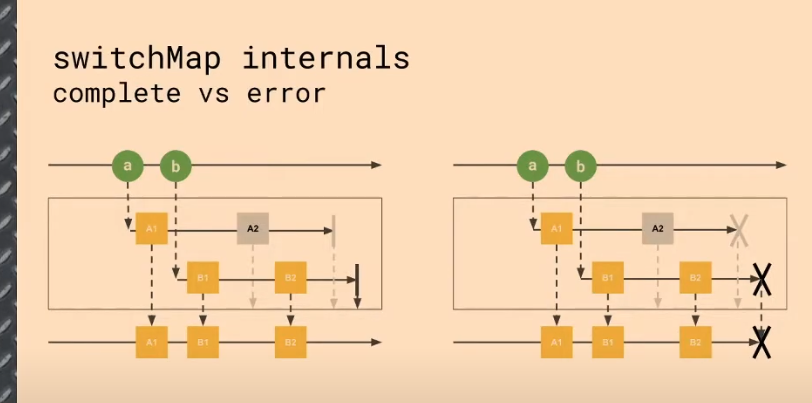 switchMap internals
complete vs error
a b
A1 A2
B1 B2
A1 B1 B2
a b
A1 A2
B1 B2
A1 B1 B2